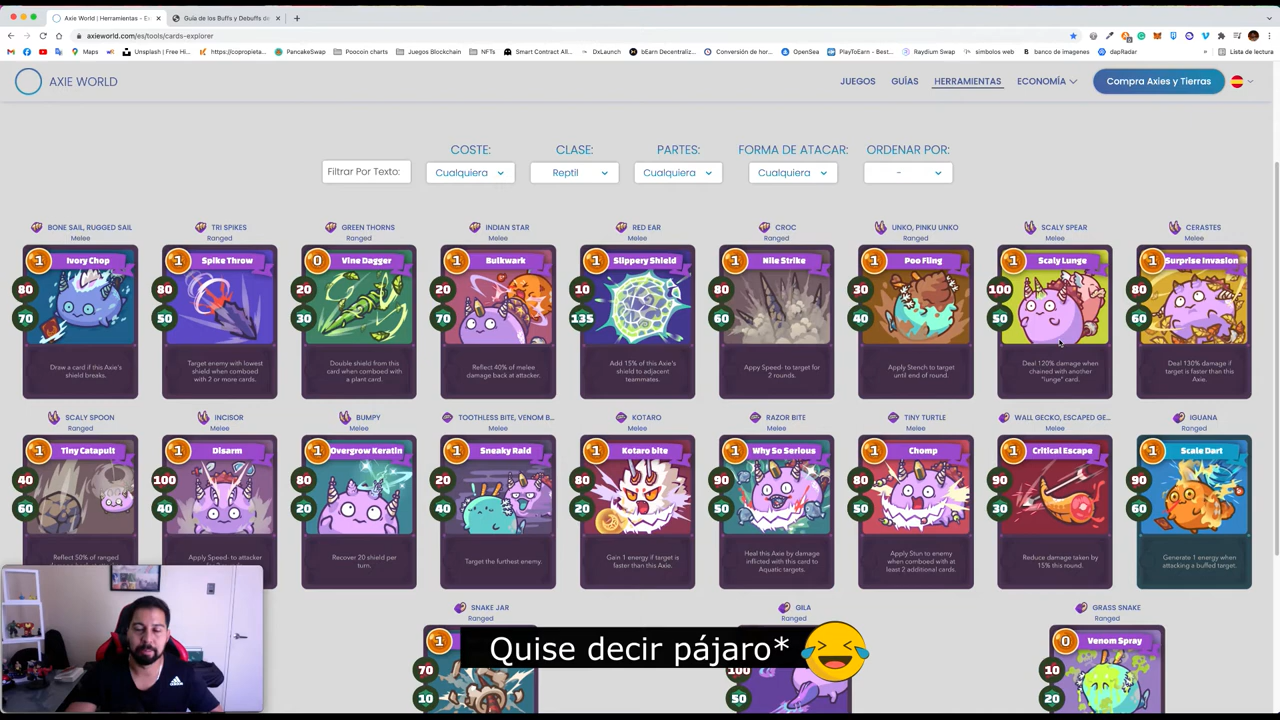 Axie World | Herramientas - Ex
Guía de los Buffs y Debuffs de
axieworld.com/es/tools/cards-explorer
Maps
Unsplash | Free Hi...
https://copropieta...
PancakeSwap
Poocoin charts
Juegos Blockchain
NFTs
Smart Contract All...
DxLaunch
bEarn Decentraliz...
Conversión de hor...
OpenSea
PlayToEarn - Best...
Raydium Swap
simbolos web
banco de imagenes
dapRadar
Lista de lectura
AXIE WORLD
JUEGOS GUÍAS HERRAMIENTAS ECONOMÍA Compra Axies y Tierras
COSTE: CLASE: PARTES: FORMA DE ATACAR: ORDENAR POR:
Filtrar Por Texto: Cualquiera Reptil Cualquiera Cualquiera -
BONE SAIL, RUGGED SAIL
Melee
1 Ivory Chop
80
70
Draw a card if this Axie's
shield breaks.
TRI SPIKES
Ranged
1 Spike Throw
80
50
Target enemy with lowest
shield when comboed
with 2 or more cards.
GREEN THORNS
Ranged
0 Vine Dagger
20
30
Double shield from this
card when comboed with
a plant card.
INDIAN STAR
Melee
1 Bulkwark
20
70
Reflect 40% of melee
damage back at attacker.
RED EAR
Melee
1 Slippery Shield
10
135
Add 15% of this Axie's
shield to adjacent
teammates.
CROC
Ranged
1 Nile Strike
80
60
Appy Speed- to target for
2 rounds.
UNKO, PINKU UNKO
Ranged
1 Poo Fling
30
40
Apply Stench to target
until end of round.
SCALY SPEAR
Melee
1 Scaly Lunge
100
50
Deal 120% damage when
chained with another
"lunge" card.
CERASTES
Melee
1 Surprise Invasion
80
60
Deal 130% damage if
target is faster than this
Axie.
SCALY SPOON
Ranged
1 Tiny Catapult
40
60
Reflect 50% of ranged
INCISOR
Melee
1 Disarm
100
40
Apply Speed- to attacker
BUMPY
Melee
1 Overgrow Keratin
80
20
Recover 20 shield per
turn.
TOOTHLESS BITE, VENOM B...
Melee
1 Sneaky Raid
20
40
Target the furthest enemy.
KOTARO
Melee
1 Kotaro bite
80
20
Gain 1 energy if target is
faster than this Axie.
RAZOR BITE
Melee
1 Why So Serious
90
50
Heal this Axie by damage
inflicted with this card to
Aquatic targets.
TINY TURTLE
Melee
1 Chomp
80
50
Apply Stun to enemy
when comboed with at
least 2 additional cards.
WALL GECKO, ESCAPED GE...
Melee
1 Critical Escape
90
30
Reduce damage taken by
15% this round.
IGUANA
Ranged
1 Scale Dart
90
60
Generate 1 energy when
attacking a buffed target.
SNAKE JAR
Ranged
1
70
10
GILA
Ranged
100
50
GRASS SNAKE
Ranged
0 Venom Spray
10
20
Quise decir pájaro*